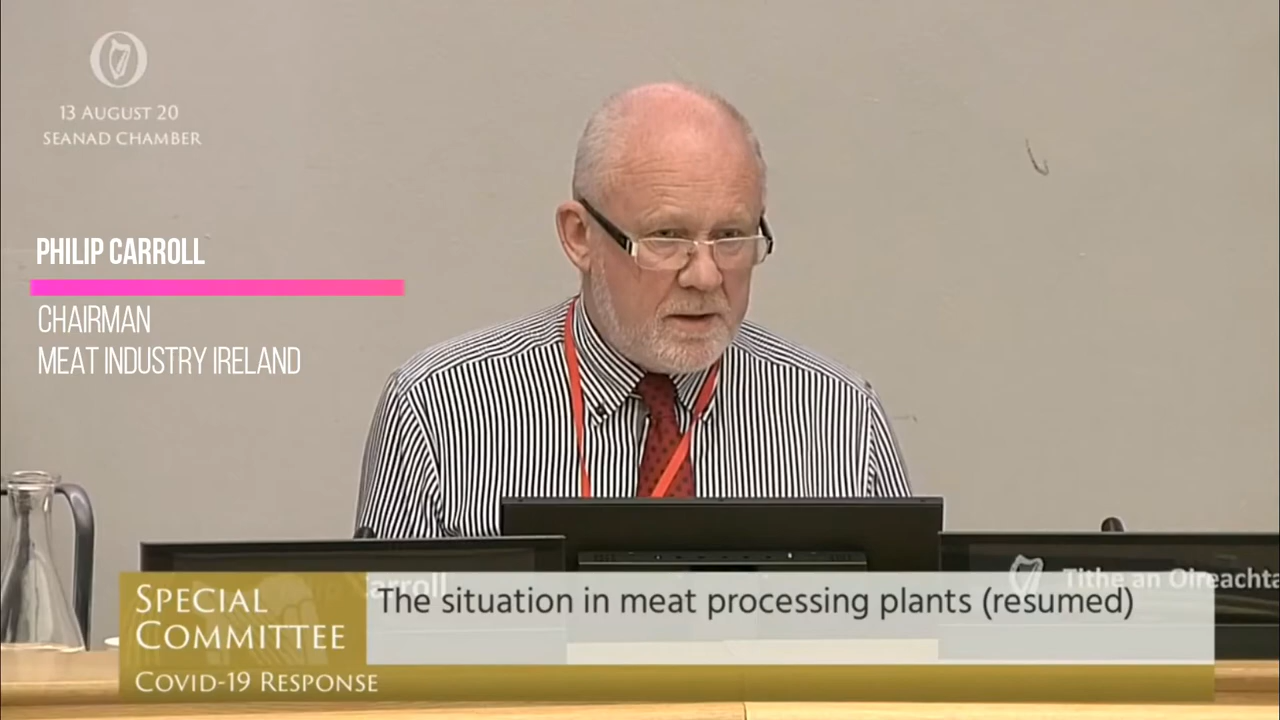 13 AUGUST 20
SEANAD CHAMBER
PHILIP CARROLL
CHAIRMAN
MEAT INDUSTRY IRELAND
Carroll
Tithe an Oireachta
SPECIAL
COMMITTEE
The situation in meat processing plants (resumed)
COVID-19 RESPONSE